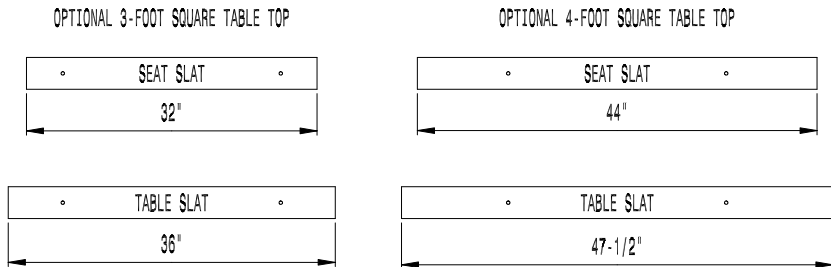 OPTIONAL 3-FOOT SQUARE TABLE TOP
SEAT SLAT
32"
TABLE SLAT
36"
OPTIONAL 4-FOOT SQUARE TABLE TOP
SEAT SLAT
44"
TABLE SLAT
47-1/2"